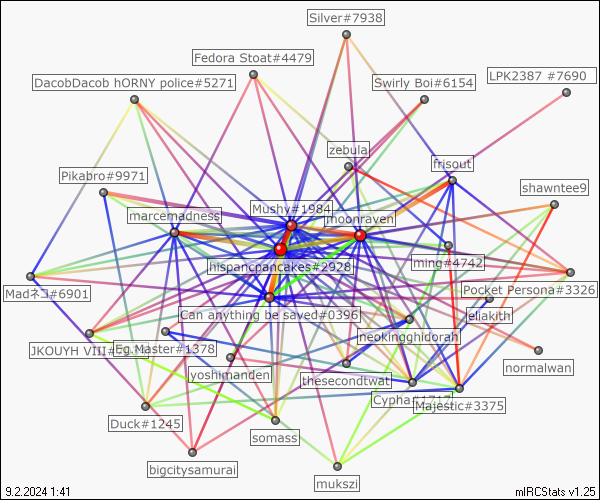 Silver#7938
Fedora Stoat#4479
DacobDacob hORNY police#5271
Swirly Boi#6154
LPK2387 #7690
zebula
frisout
Pikabro#9971
shawntee9
Mushy#1984
marcemadness
moonraven
hispancpancakes#2928
ming#4742
Madネコ#6901
Pocket Persona#3326
Can anything be saved#0396
eliakith
neokingghidorah
JKOUYH VIII#
Eg.Master#1378
normalwan
yoshimanden
thesecondtwat
Cypha#1717
Majestic#3375
Duck#1245
somass
bigcitysamurai
mukszi
9.2.2024 1:41
mIRCStats v1.25